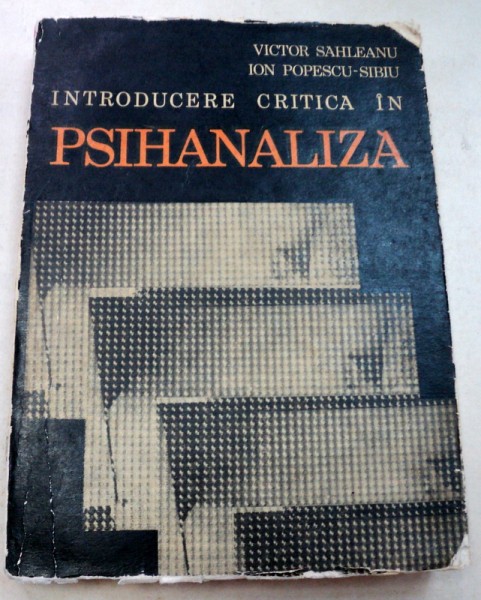 VICTOR SAHLEANU
ION POPESCU-SIBIU
INTRODUCERE CRITICA ÎN
PSIHANALIZA